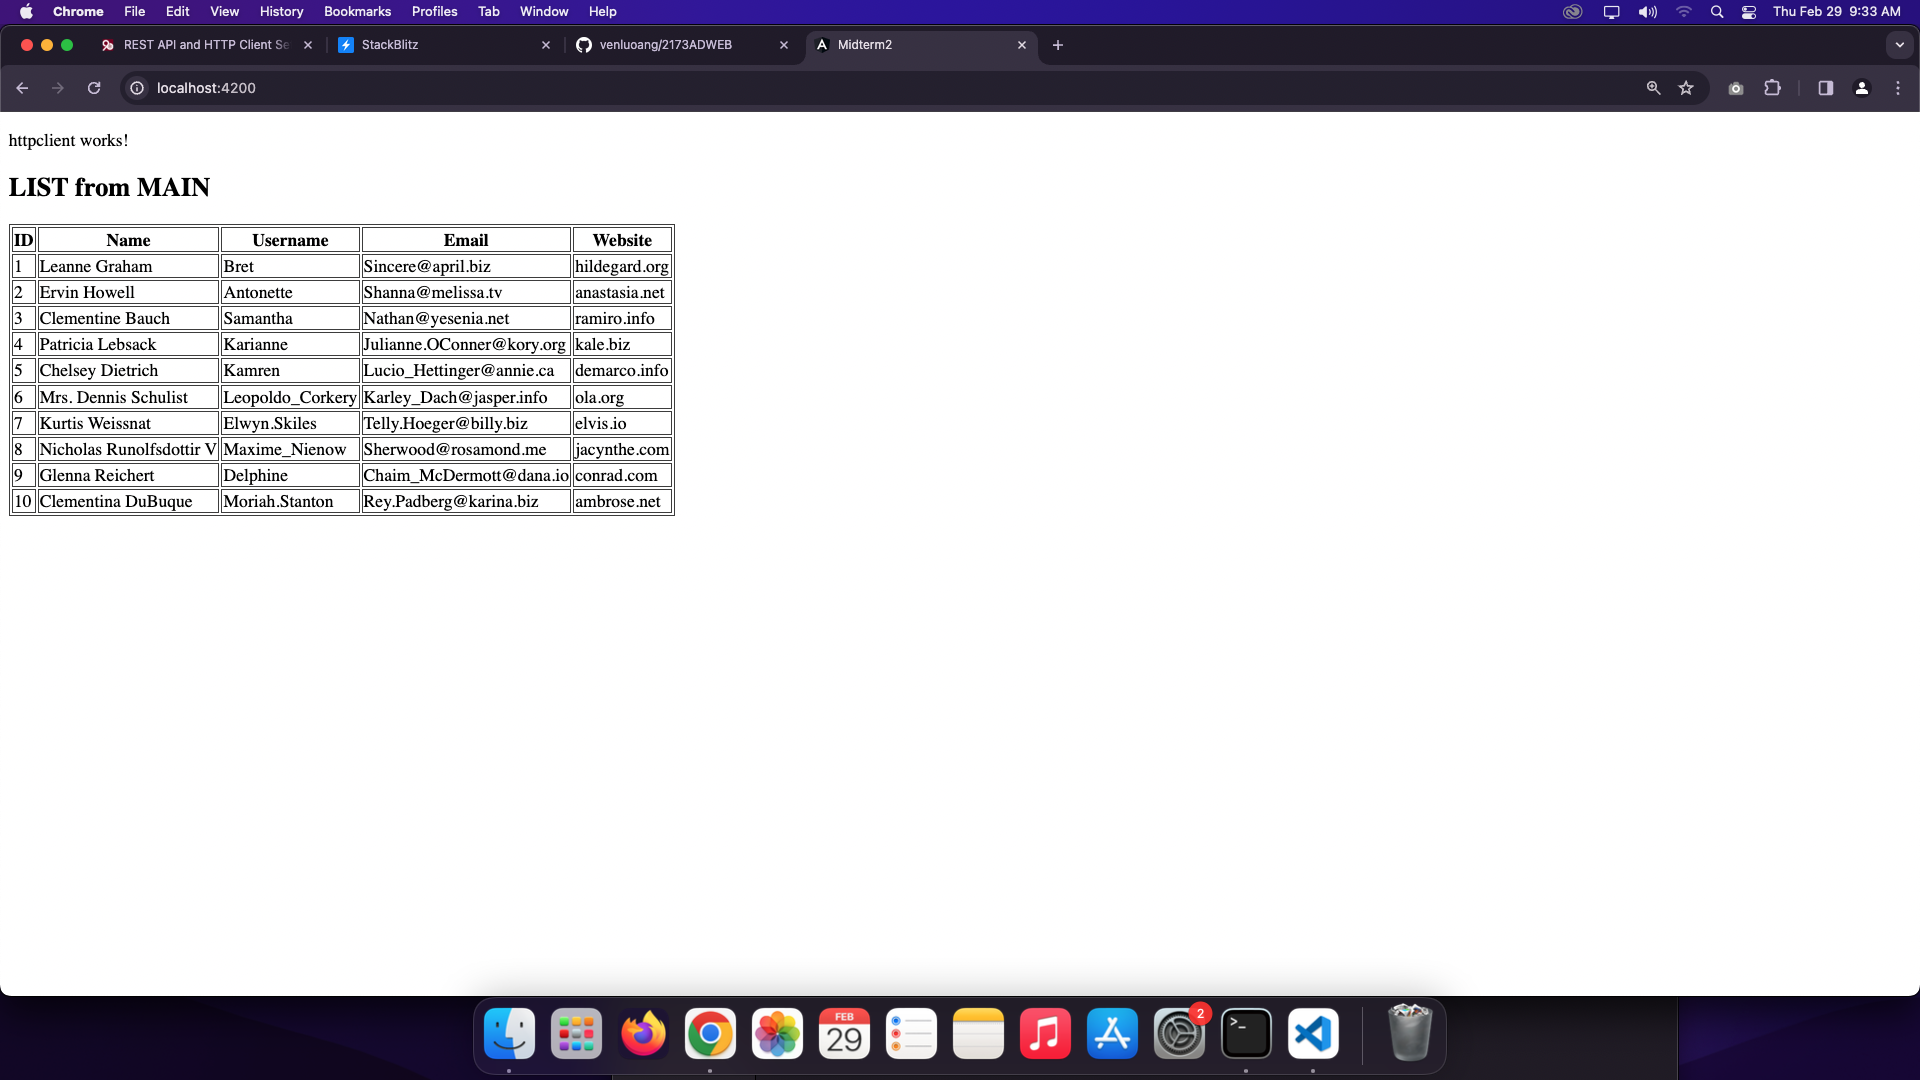 Chrome File Edit View History Bookmarks Profiles Tab Window Help Thu Feb 29 9:33 AM
REST API and HTTP Client Se StackBlitz venluoang/2173ADWEB Midterm2
localhost:4200
httpclient works!
LIST from MAIN
ID Name Username Email Website
1 Leanne Graham Bret Sincere@april.biz hildegard.org
2 Ervin Howell Antonette Shanna@melissa.tv anastasia.net
3 Clementine Bauch Samantha Nathan@yesenia.net ramiro.info
4 Patricia Lebsack Karianne Julianne.OConner@kory.org kale.biz
5 Chelsey Dietrich Kamren Lucio_Hettinger@annie.ca demarco.info
6 Mrs. Dennis Schulist Leopoldo_Corkery Karley_Dach@jasper.info ola.org
7 Kurtis Weissnat Elwyn.Skiles Telly.Hoeger@billy.biz elvis.io
8 Nicholas Runolfsdottir V Maxime_Nienow Sherwood@rosamond.me jacynthe.com
9 Glenna Reichert Delphine Chaim_McDermott@dana.io conrad.com
10 Clementina DuBuque Moriah.Stanton Rey.Padberg@karina.biz ambrose.net
FEB 2
29